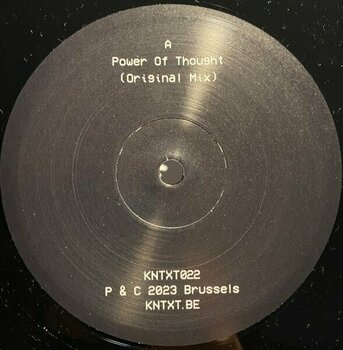 A
Power Of Thought
(Original Mix)
KNTXT022
P & C 2023 Brussels
KNTXT.BE